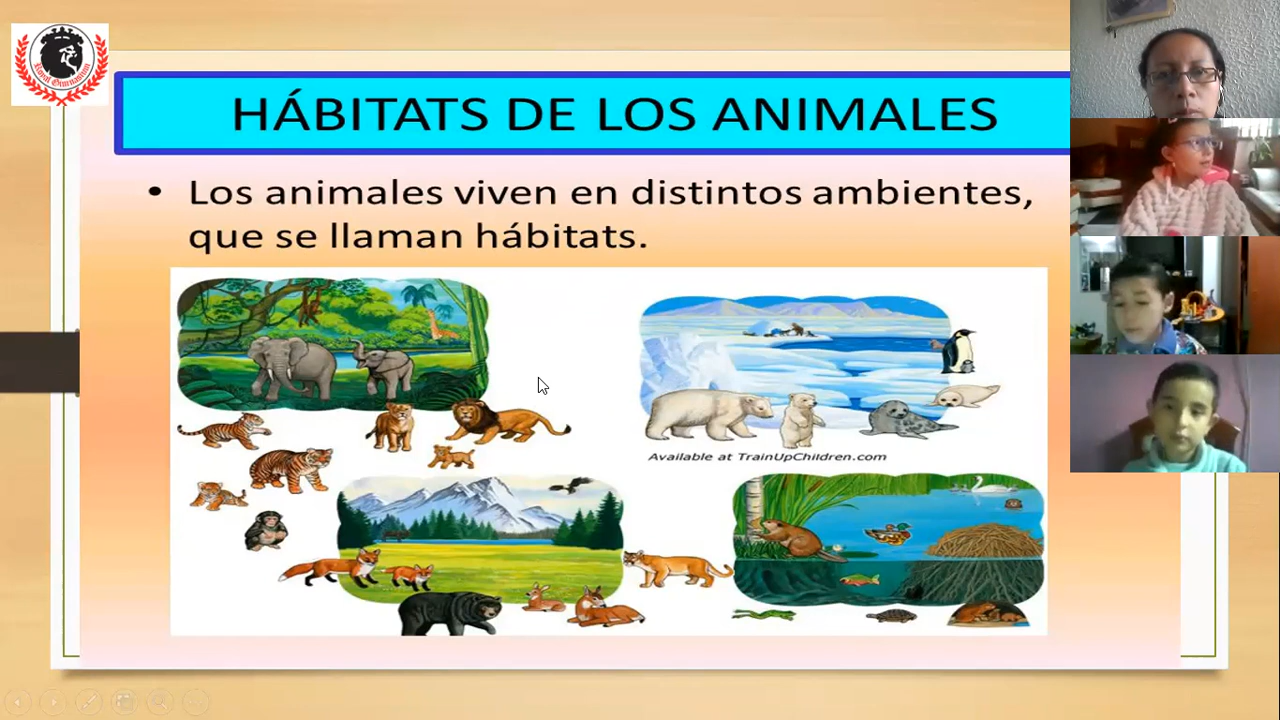 HÁBITATS DE LOS ANIMALES
• Los animales viven en distintos ambientes,
que se llaman hábitats.
Available at TrainUpChildren.com